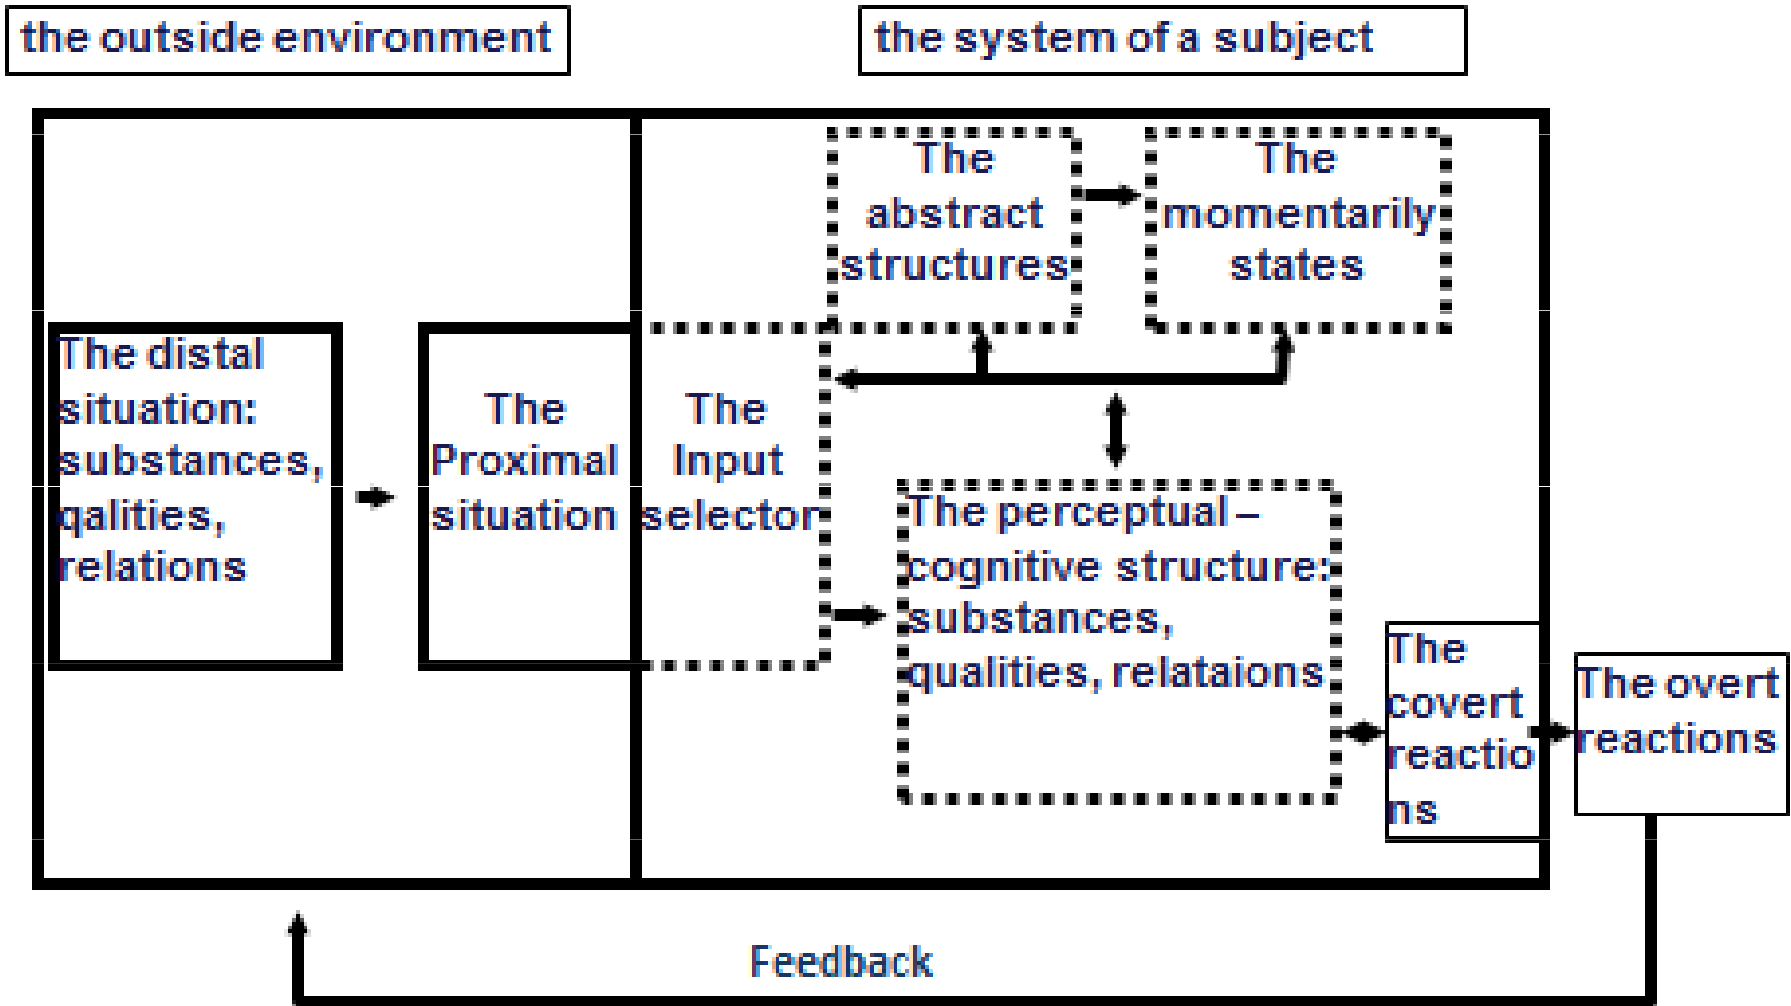 the outside environment
the system of a subject
The
abstract
structures
The
momentarily
states
The distal
situation:
substances,
qalities,
relations
The
Proximal
situation
The
Input
selector
The perceptual –
cognitive structure:
substances,
qualities, relataions
The
covert
reactio
ns
The overt
reactions
Feedback